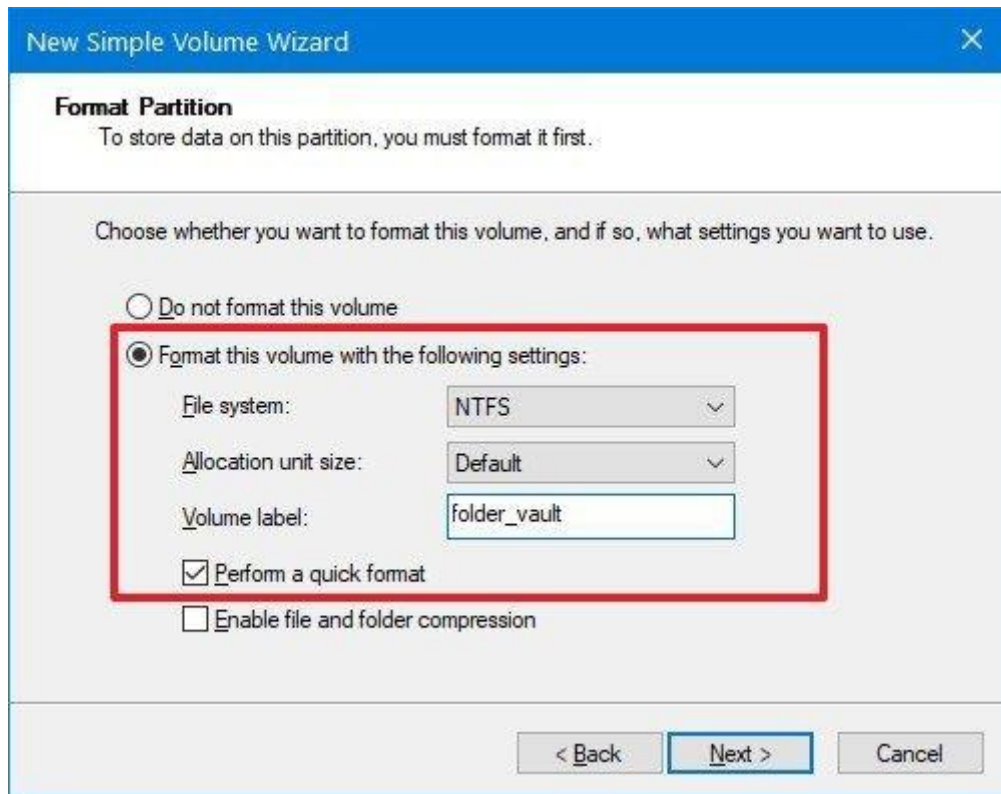 New Simple Volume Wizard
Format Partition
To store data on this partition, you must format it first.
Choose whether you want to format this volume, and if so, what settings you want to use.
Do not format this volume
Format this volume with the following settings:
File system: NTFS
Allocation unit size: Default
Volume label: folder_vault
Perform a quick format
Enable file and folder compression
< Back Next > Cancel